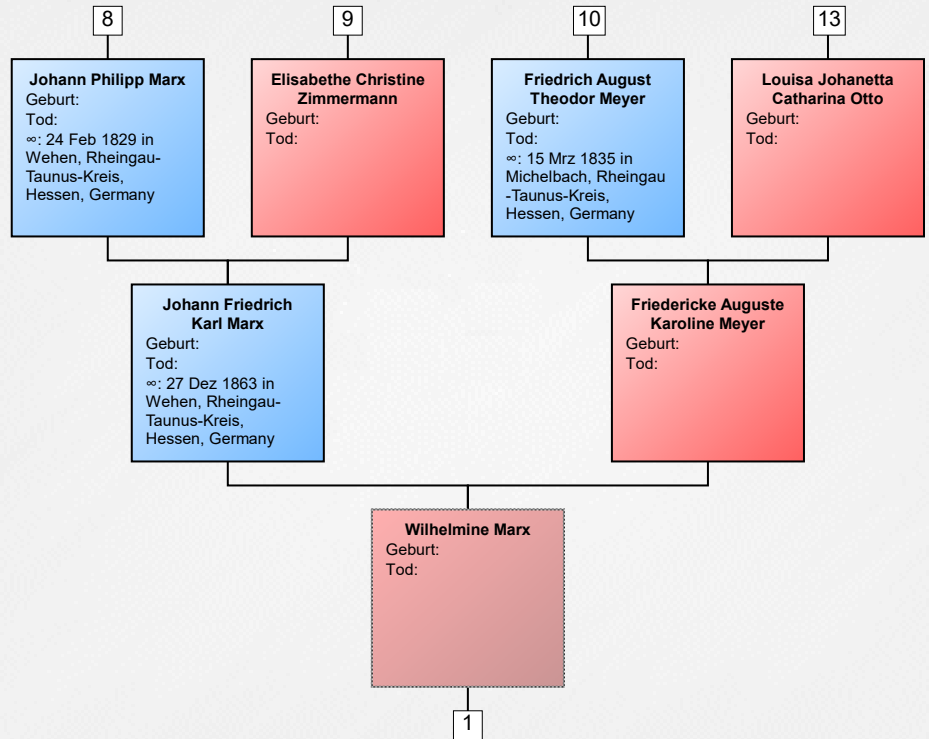 8
9
10
13
Johann Philipp Marx
Geburt:
Tod:
∞: 24 Feb 1829 in
Wehen, Rheingau-
Taunus-Kreis,
Hessen, Germany
Elisabethe Christine
Zimmermann
Geburt:
Tod:
Friedrich August
Theodor Meyer
Geburt:
Tod:
∞: 15 Mrz 1835 in
Michelbach, Rheingau
-Taunus-Kreis,
Hessen, Germany
Louisa Johanetta
Catharina Otto
Geburt:
Tod:
Johann Friedrich
Karl Marx
Geburt:
Tod:
∞: 27 Dez 1863 in
Wehen, Rheingau-
Taunus-Kreis,
Hessen, Germany
Friedericke Auguste
Karoline Meyer
Geburt:
Tod:
Wilhelmine Marx
Geburt:
Tod:
1